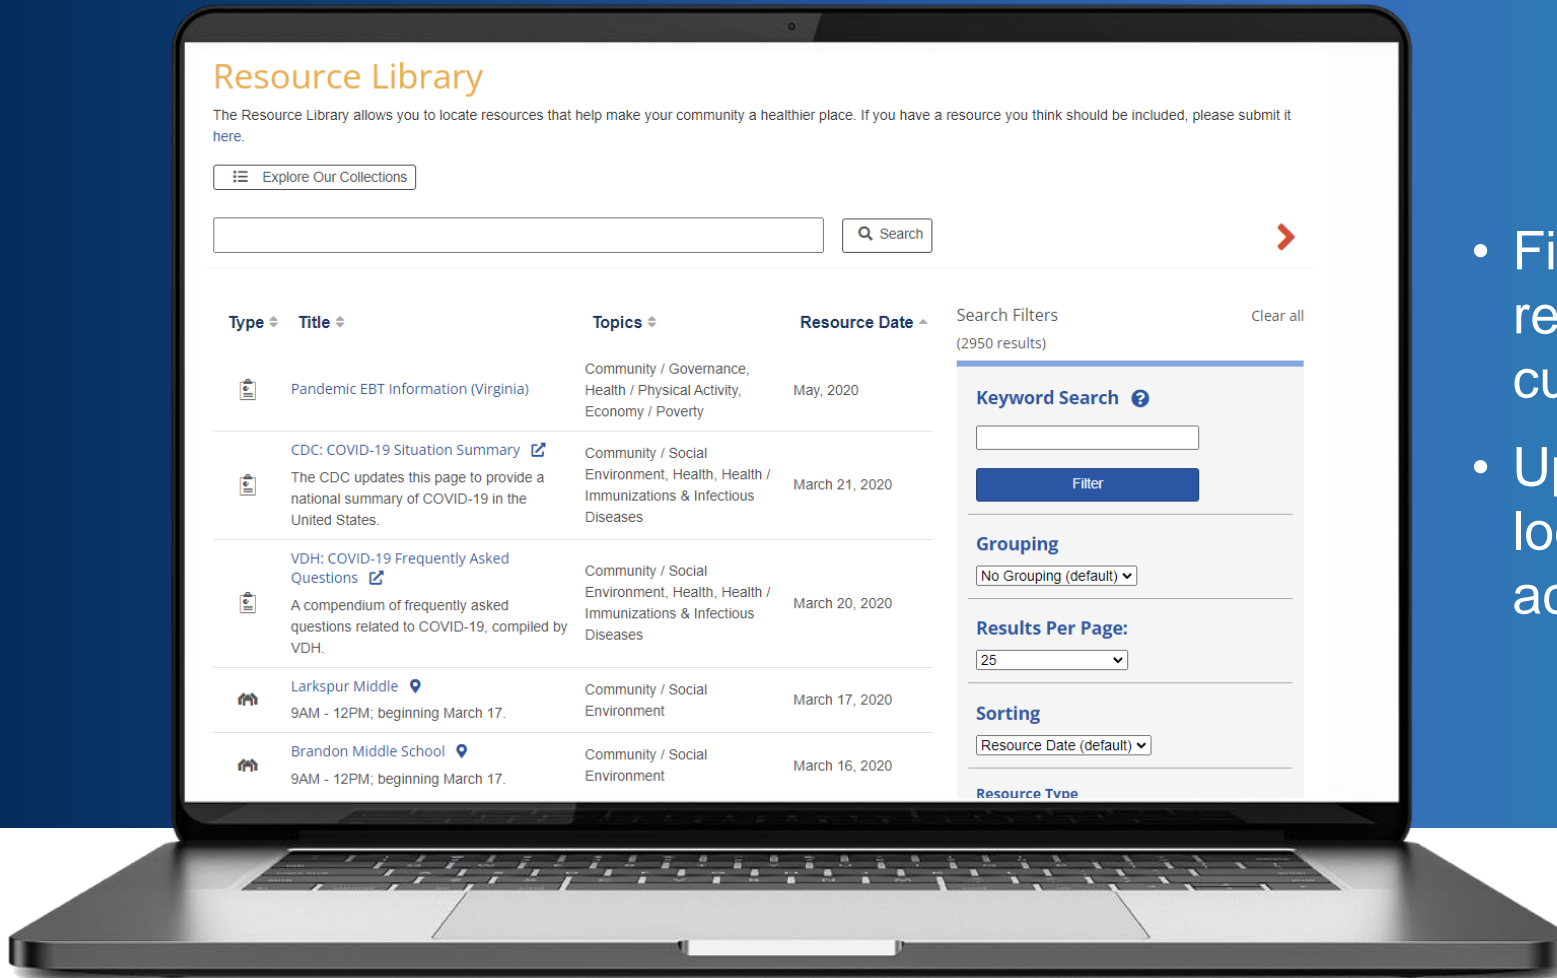 Resource Library
The Resource Library allows you to locate resources that help make your community a healthier place. If you have a resource you think should be included, please submit it
here.
Explore Our Collections
Search
Type Title Topics Resource Date
Pandemic EBT Information (Virginia)
Community / Governance,
Health / Physical Activity,
Economy / Poverty
May, 2020
CDC: COVID-19 Situation Summary
The CDC updates this page to provide a
national summary of COVID-19 in the
United States.
Community / Social
Environment, Health, Health /
Immunizations & Infectious
Diseases
March 21, 2020
VDH: COVID-19 Frequently Asked
Questions
A compendium of frequently asked
questions related to COVID-19, compiled by
VDH.
Community / Social
Environment, Health, Health /
Immunizations & Infectious
Diseases
March 20, 2020
Larkspur Middle
9AM - 12PM; beginning March 17.
Community / Social
Environment
March 17, 2020
Brandon Middle School
9AM - 12PM; beginning March 17.
Community / Social
Environment
March 16, 2020
Search Filters
Clear all
(2950 results)
Keyword Search
Filter
Grouping
No Grouping (default)
Results Per Page:
25
Sorting
Resource Date (default)
Resource Type